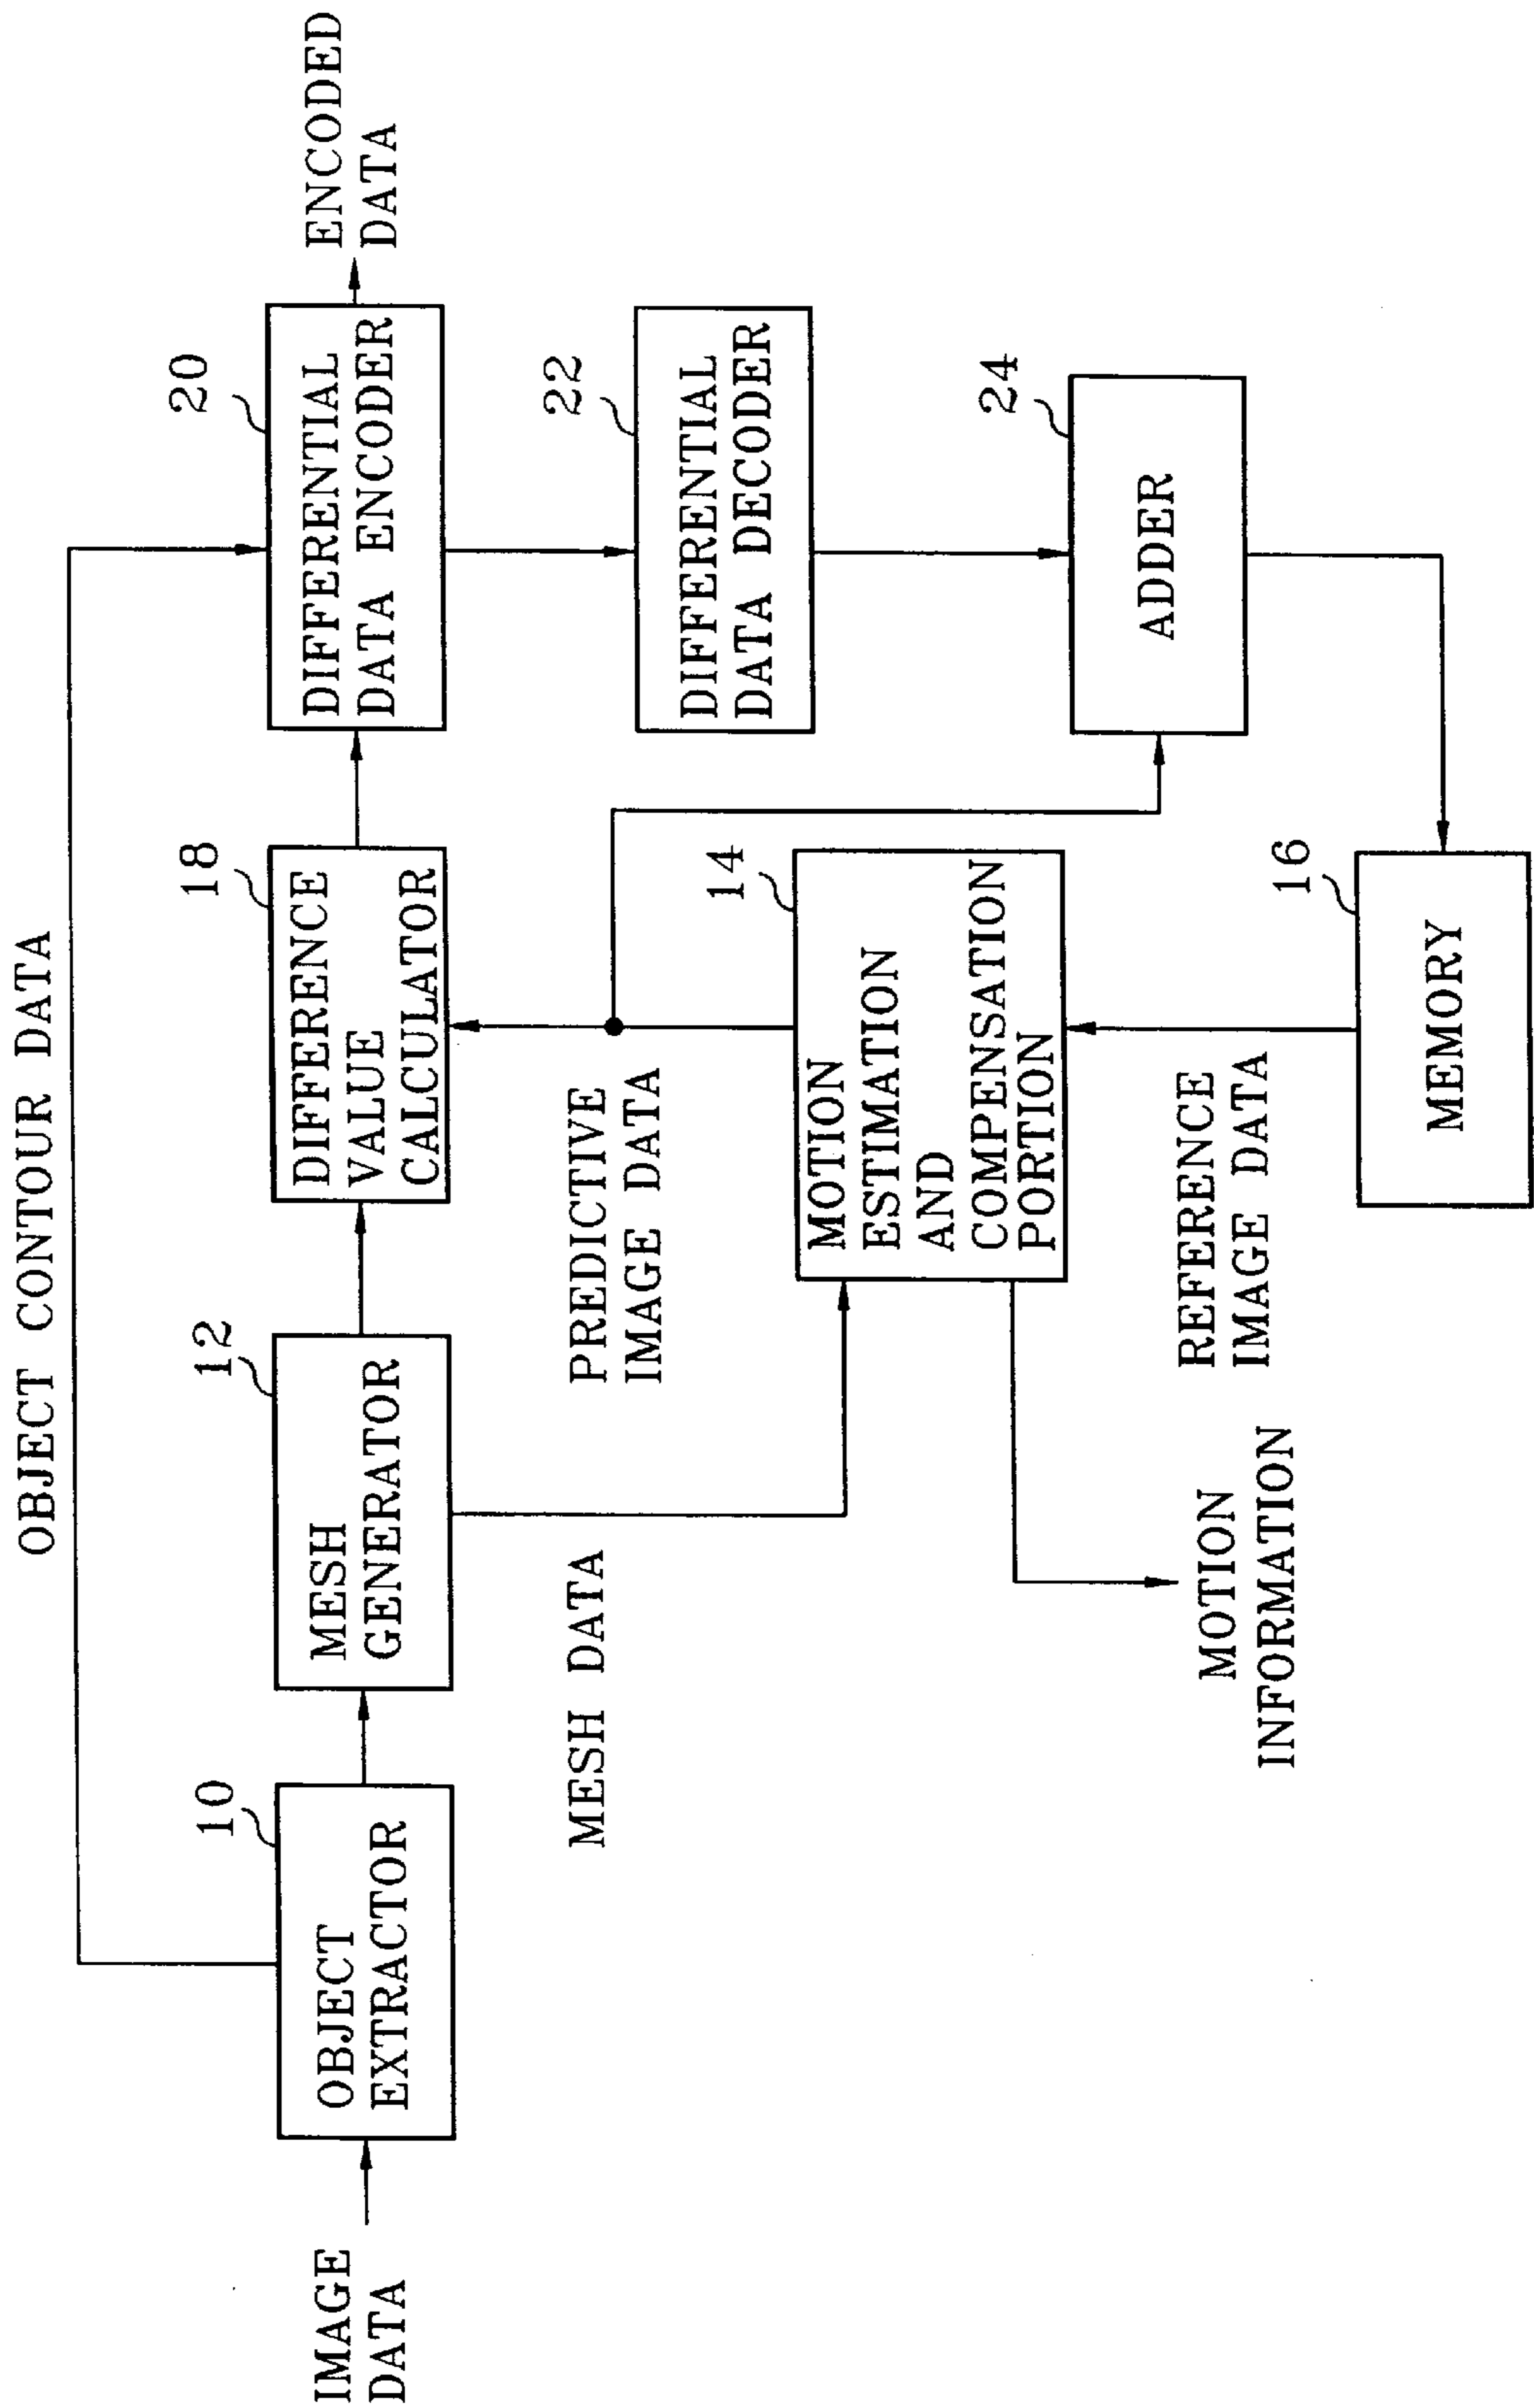 OBJECT CONTOUR DATA
IMAGE
DATA
10
OBJECT
EXTRACTOR
12
MESH
GENERATOR
18
DIFFERENCE
VALUE
CALCULATOR
20
DIFFERENTIAL
DATA ENCODER
ENCODED
DATA
MESH DATA
PREDICTIVE
IMAGE DATA
22
DIFFERENTIAL
DATA DECODER
14
MOTION
ESTIMATION
AND
COMPENSATION
PORTION
24
ADDER
MOTION
INFORMATION
REFERENCE
IMAGE DATA
16
MEMORY